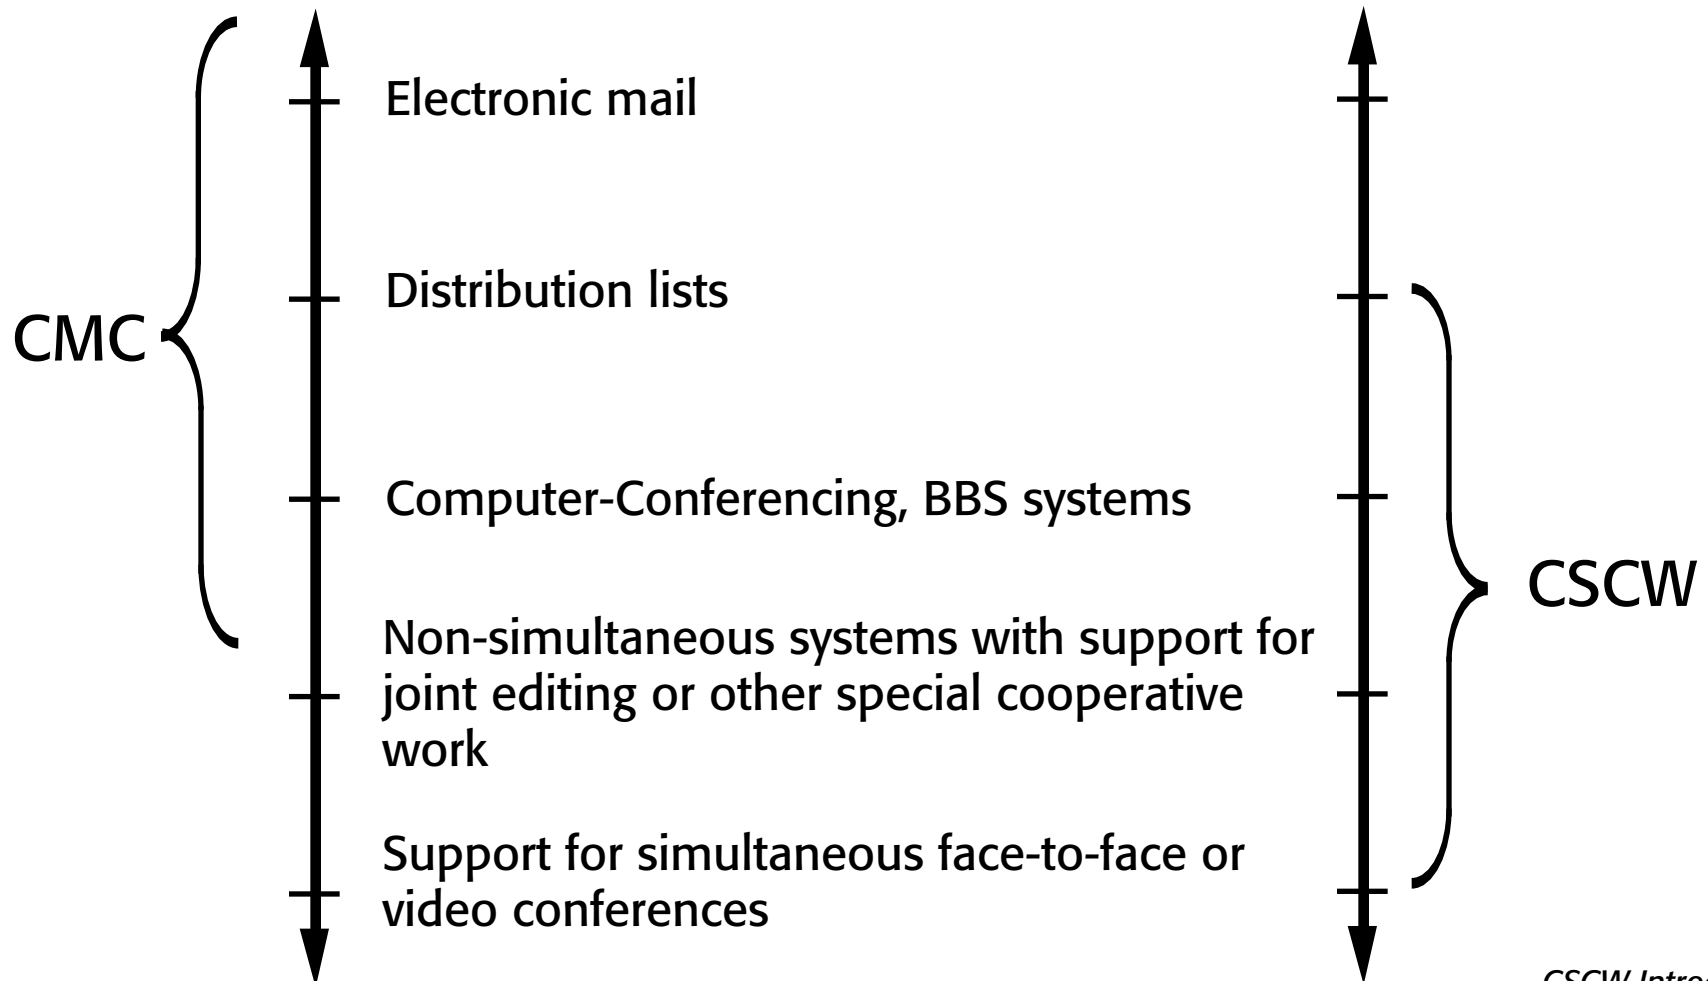 Electronic mail
Distribution lists
CMC
Computer-Conferencing, BBS systems
CSCW
Non-simultaneous systems with support for
joint editing or other special cooperative
work
Support for simultaneous face-to-face or
video conferences